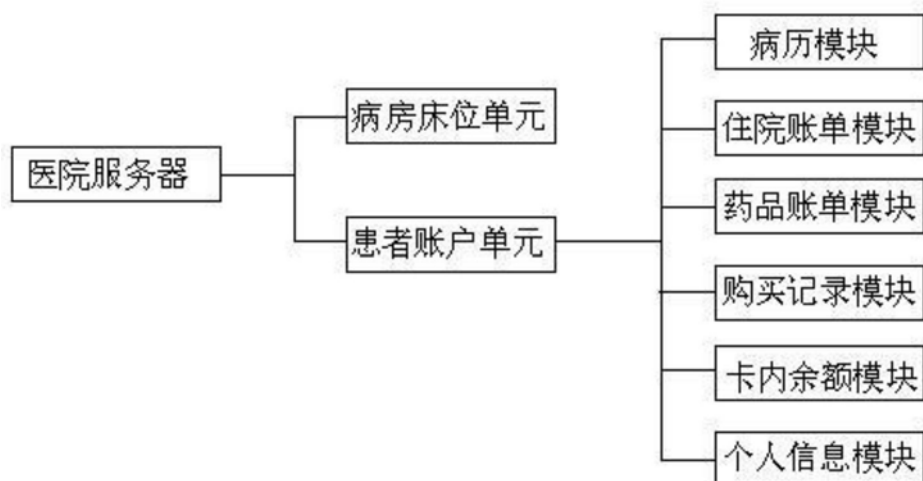 病历模块
病房床位单元
住院账单模块
医院服务器
药品账单模块
患者账户单元
购买记录模块
卡内余额模块
个人信息模块